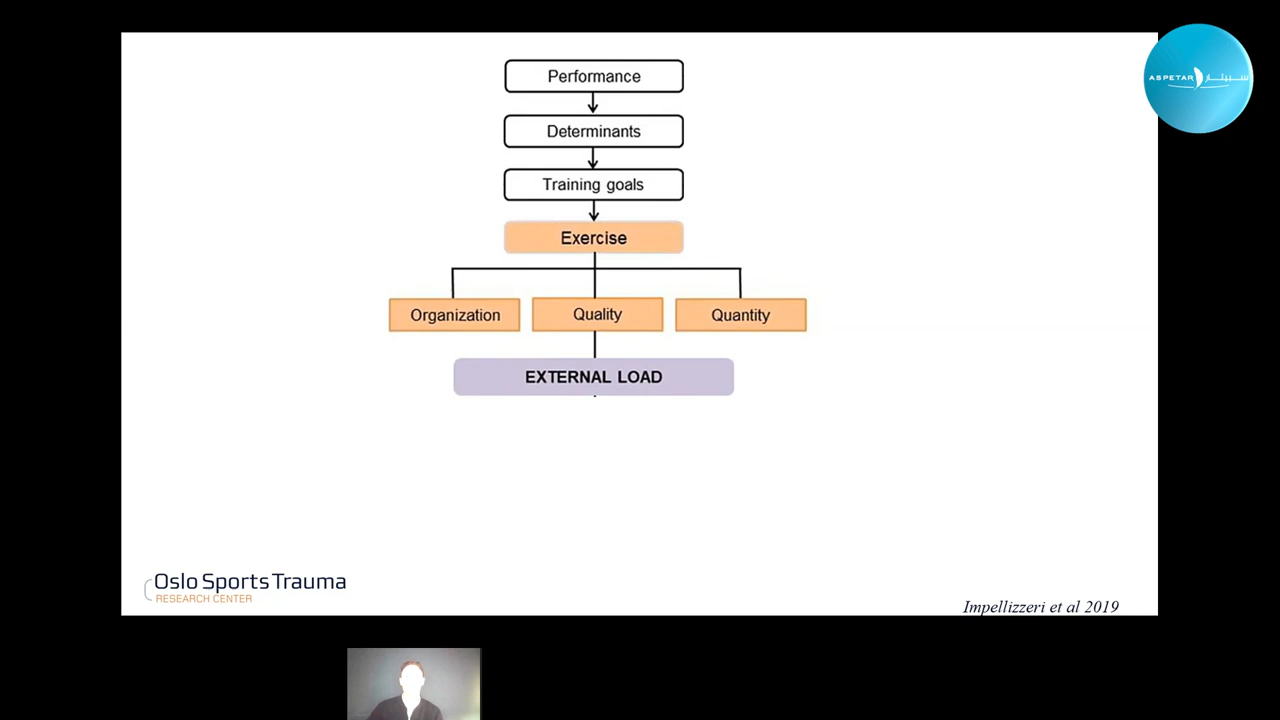 Performance
Determinants
Training goals
Exercise
Organization
Quality
Quantity
EXTERNAL LOAD
Oslo Sports Trauma
RESEARCH CENTER
Impellizzeri et al 2019
ASPETAR سبيتار